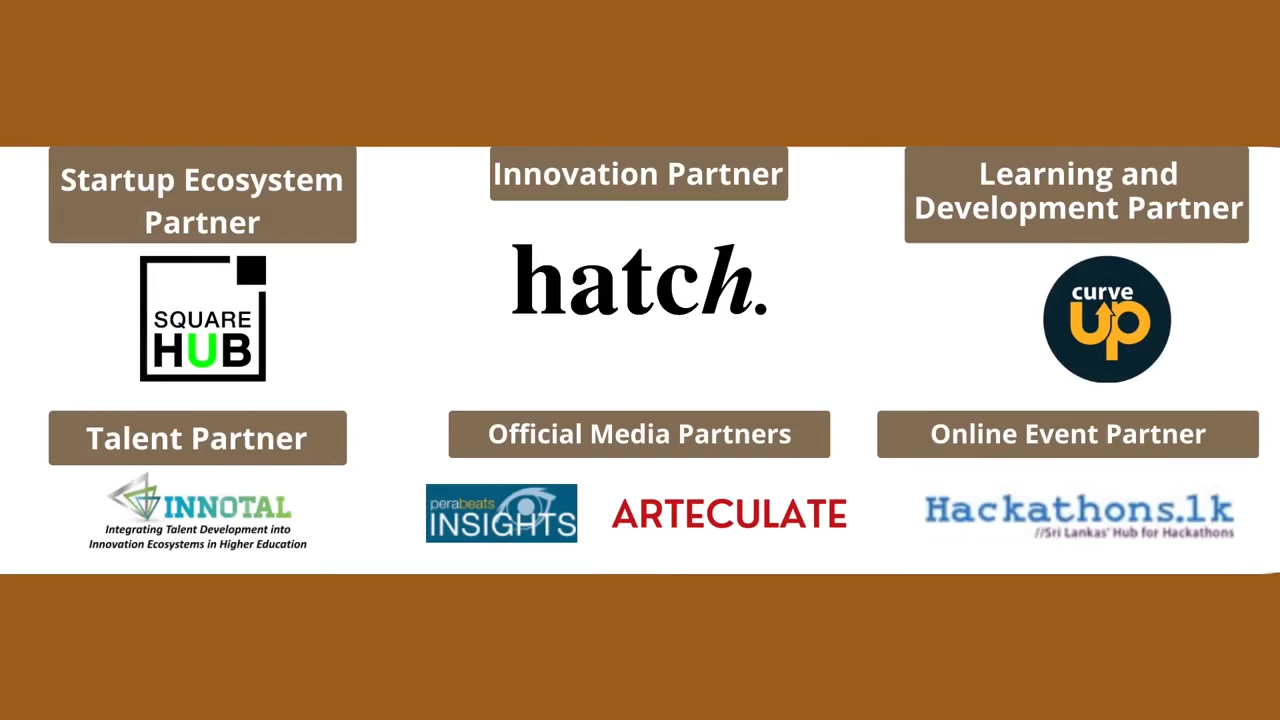 Startup Ecosystem
Partner
SQUARE
HUB
Innovation Partner
hatch.
Learning and
Development Partner
curve
up
Talent Partner
INNOTAL
Integrating Talent Development into
Innovation Ecosystems in Higher Education
Official Media Partners
perabeats
INSIGHTS
ARTECULATE
Online Event Partner
Hackathons.lk
//Sri Lankas' Hub for Hackathons